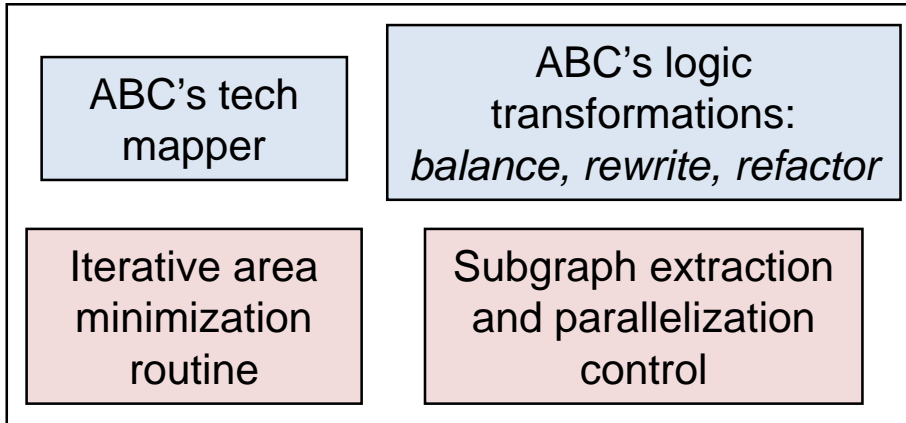 ABC’s tech
mapper
ABC’s logic
transformations:
balance, rewrite, refactor
Iterative area
minimization
routine
Subgraph extraction
and parallelization
control